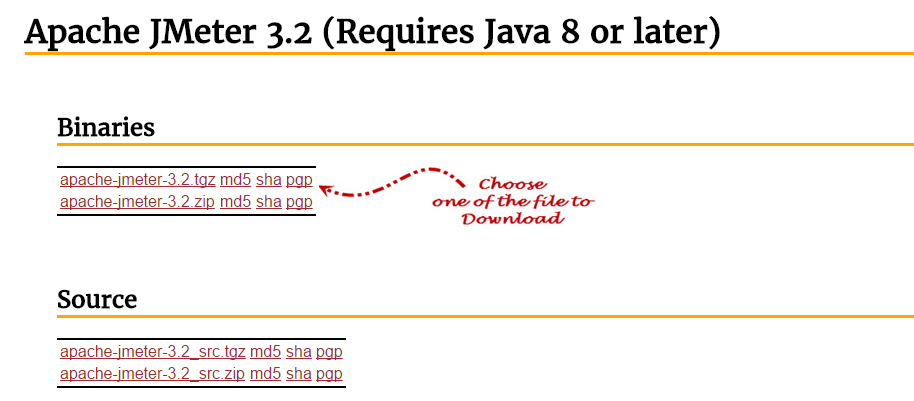 Apache JMeter 3.2 (Requires Java 8 or later)
Binaries
apache-jmeter-3.2.tgz md5 sha pgp
apache-jmeter-3.2.zip md5 sha pgp
Choose
one of the file to
Download
Source
apache-jmeter-3.2_src.tgz md5 sha pgp
apache-jmeter-3.2_src.zip md5 sha pgp